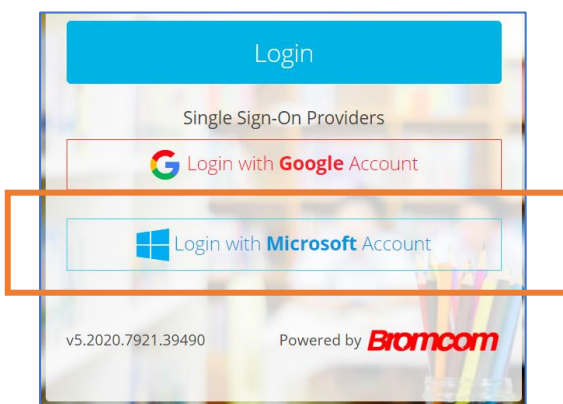 Login
Single Sign-On Providers
Login with Google Account
Login with Microsoft Account
v5.2020.7921.39490 Powered by Bromcom